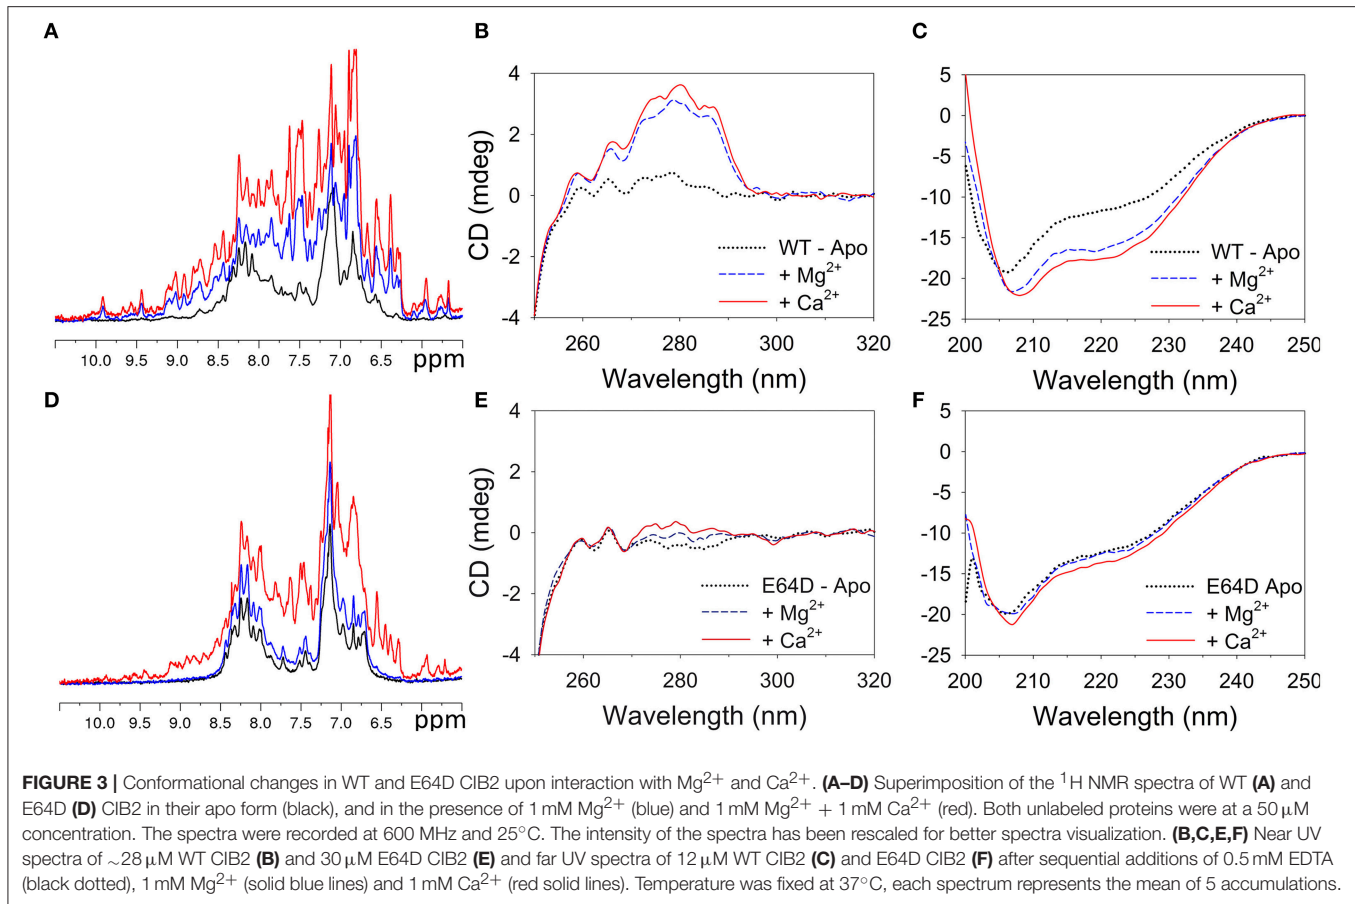 A
10.0 9.5 9.0 8.5 8.0 7.5 7.0 6.5 ppm
B
4
2
0
-2
-4
CD (mdeg)
WT - Apo
+ Mg²⁺
+ Ca²⁺
260 280 300 320
Wavelength (nm)
C
5
0
-5
-10
-15
-20
-25
WT - Apo
+ Mg²⁺
+ Ca²⁺
200 210 220 230 240 250
Wavelength (nm)
D
10.0 9.5 9.0 8.5 8.0 7.5 7.0 6.5 ppm
E
4
2
0
-2
-4
CD (mdeg)
E64D - Apo
+ Mg²⁺
+ Ca²⁺
260 280 300 320
Wavelength (nm)
F
5
0
-5
-10
-15
-20
-25
E64D Apo
+ Mg²⁺
+ Ca²⁺
200 210 220 230 240 250
Wavelength (nm)
FIGURE 3 | Conformational changes in WT and E64D CIB2 upon interaction with Mg²⁺ and Ca²⁺. (A–D) Superimposition of the ¹H NMR spectra of WT (A) and
E64D (D) CIB2 in their apo form (black), and in the presence of 1 mM Mg²⁺ (blue) and 1 mM Mg²⁺ + 1 mM Ca²⁺ (red). Both unlabeled proteins were at a 50 μM
concentration. The spectra were recorded at 600 MHz and 25°C. The intensity of the spectra has been rescaled for better spectra visualization. (B,C,E,F) Near UV
spectra of ∼28 μM WT CIB2 (B) and 30 μM E64D CIB2 (E) and far UV spectra of 12 μM WT CIB2 (C) and E64D CIB2 (F) after sequential additions of 0.5 mM EDTA
(black dotted), 1 mM Mg²⁺ (solid blue lines) and 1 mM Ca²⁺ (red solid lines). Temperature was fixed at 37°C, each spectrum represents the mean of 5 accumulations.